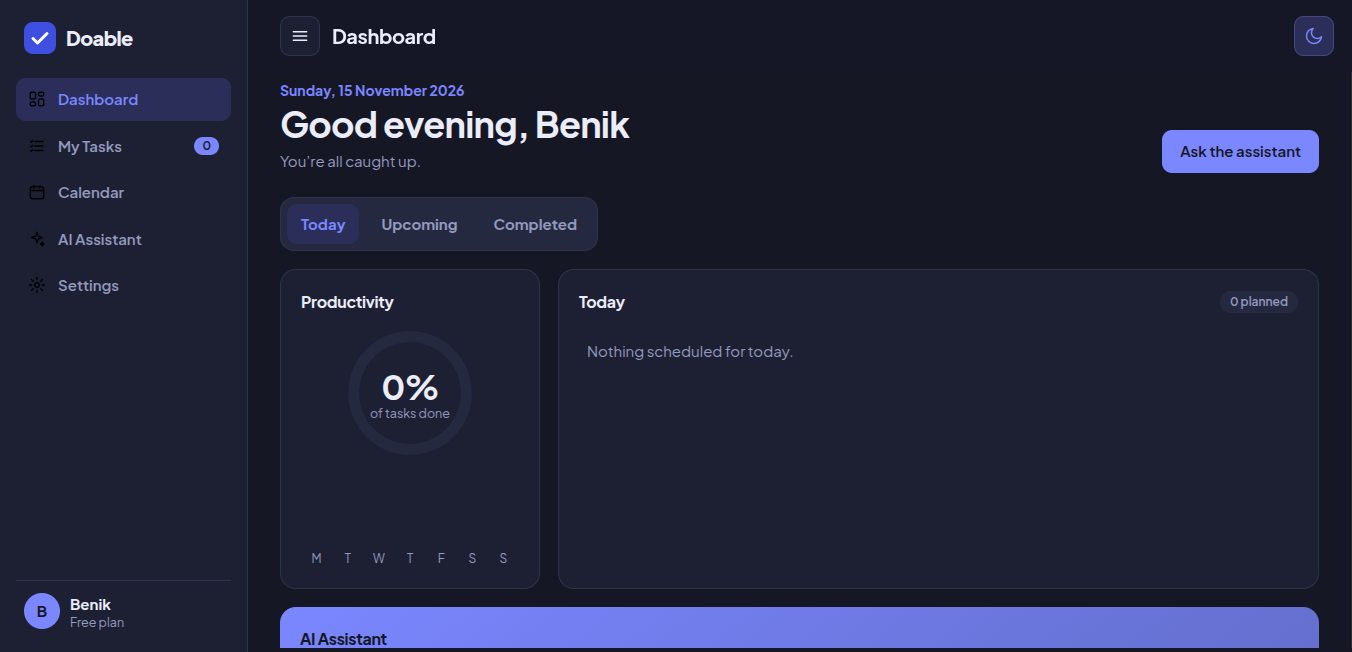 Doable
Dashboard
My Tasks 0
Calendar
AI Assistant
Settings
Benik
Free plan
B
Dashboard
Sunday, 15 November 2026
Good evening, Benik
You're all caught up.
Ask the assistant
Today Upcoming Completed
Productivity
0%
of tasks done
M T W T F S S
Today
0 planned
Nothing scheduled for today.
AI Assistant